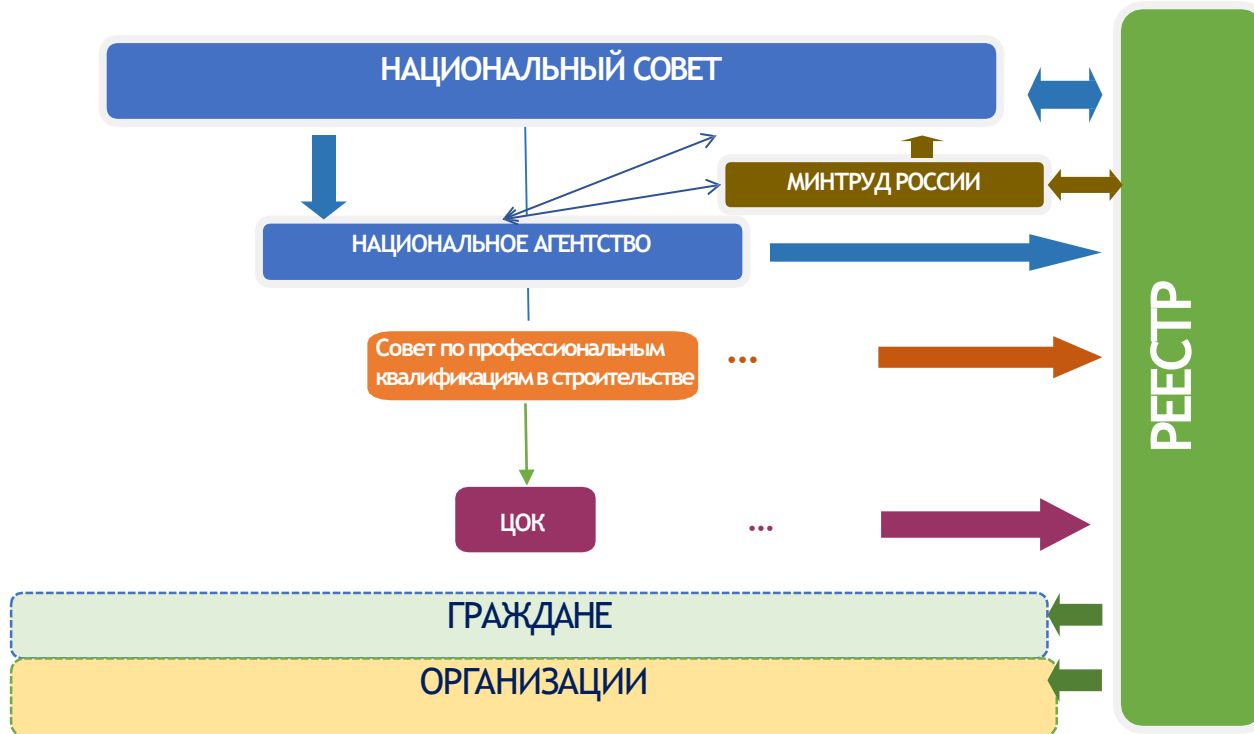 НАЦИОНАЛЬНЫЙ СОВЕТ
МИНТРУД РОССИИ
НАЦИОНАЛЬНОЕ АГЕНТСТВО
Совет по профессиональным
квалификациям в строительстве
...
ЦОК
...
ГРАЖДАНЕ
ОРГАНИЗАЦИИ
РЕЕСТР